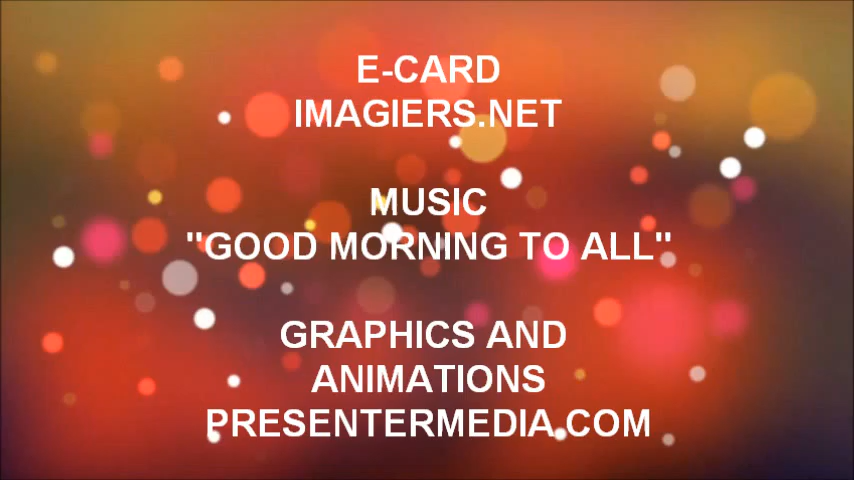 E-CARD
IMAGIERS.NET
MUSIC
"GOOD MORNING TO ALL"
GRAPHICS AND
ANIMATIONS
PRESENTERMEDIA.COM